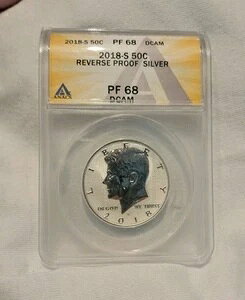 2018-S 50C PF 68 DCAM
2018-S 50C
REVERSE PROOF SILVER
PF 68
DCAM
LIBERTY
IN GOD WE TRUST
2018